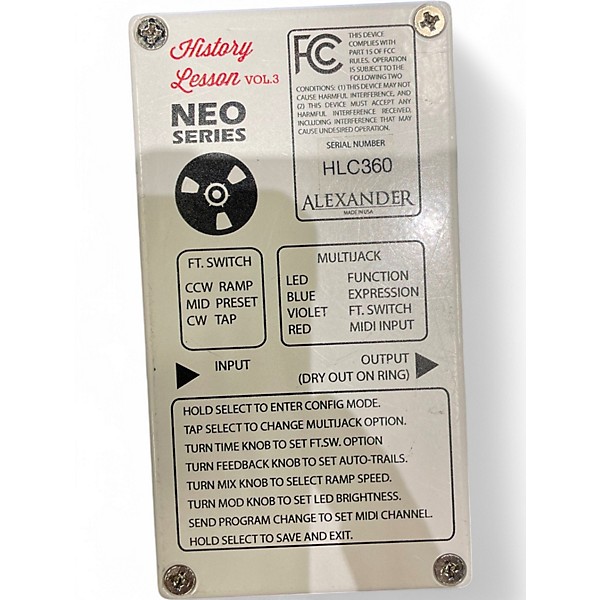 History
Lesson VOL.3
NEO
SERIES
FCC
THIS DEVICE
COMPLIES WITH
PART 15 OF FCC
RULES. OPERATION
IS SUBJECT TO THE
FOLLOWING TWO
CONDITIONS: (1) THIS DEVICE MAY NOT
CAUSE HARMFUL INTERFERENCE, AND
(2) THIS DEVICE MUST ACCEPT ANY
HARMFUL INTERFERENCE RECEIVED,
INCLUDING INTERFERENCE THAT MAY
CAUSE UNDESIRED OPERATION.
SERIAL NUMBER
HLC360
ALEXANDER
MADE IN USA
FT. SWITCH
CCW RAMP
MID PRESET
CW TAP
MULTIJACK
LED FUNCTION
BLUE EXPRESSION
VIOLET FT. SWITCH
RED MIDI INPUT
INPUT
OUTPUT
(DRY OUT ON RING)
HOLD SELECT TO ENTER CONFIG MODE.
TAP SELECT TO CHANGE MULTIJACK OPTION.
TURN TIME KNOB TO SET FT.SW. OPTION
TURN FEEDBACK KNOB TO SET AUTO-TRAILS.
TURN MIX KNOB TO SELECT RAMP SPEED.
TURN MOD KNOB TO SET LED BRIGHTNESS.
SEND PROGRAM CHANGE TO SET MIDI CHANNEL.
HOLD SELECT TO SAVE AND EXIT.